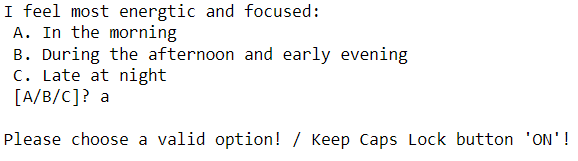 I feel most energtic and focused:
A. In the morning
B. During the afternoon and early evening
C. Late at night
[A/B/C]? a
Please choose a valid option! / Keep Caps Lock button 'ON'!